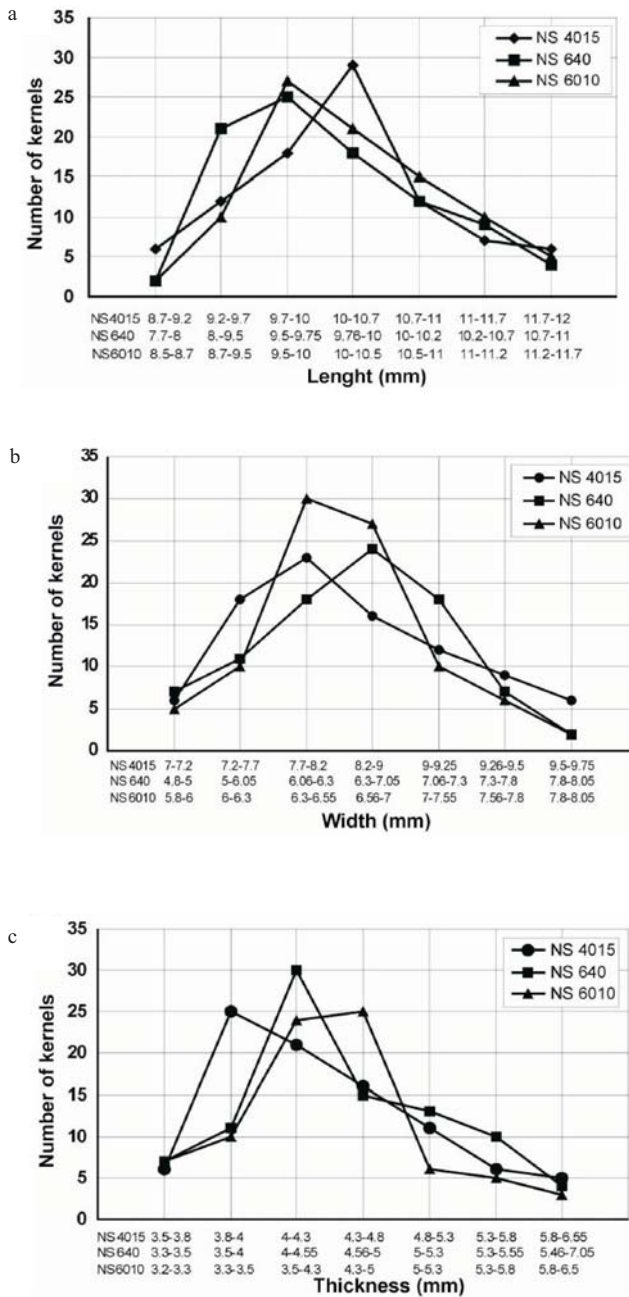 a
35
30
25
20
15
10
5
0
Number of kernels
NS 4015
NS 640
NS 6010
NS4015 8.7-9.2 9.2-9.7 9.7-10 10-10.7 10.7-11 11-11.7 11.7-12
NS640 7.7-8 8.-9.5 9.5-9.75 9.76-10 10-10.2 10.2-10.7 10.7-11
NS6010 8.5-8.7 8.7-9.5 9.5-10 10-10.5 10.5-11 11-11.2 11.2-11.7
Lenght (mm)
b
35
30
25
20
15
10
5
0
Number of kernels
NS 4015
NS 640
NS 6010
NS4015 7-7.2 7.2-7.7 7.7-8.2 8.2-9 9-9.25 9.26-9.5 9.5-9.75
NS 640 4.8-5 5-6.05 6.06-6.3 6.3-7.05 7.06-7.3 7.3-7.8 7.8-8.05
NS6010 5.8-6 6-6.3 6.3-6.55 6.56-7 7-7.55 7.56-7.8 7.8-8.05
Width (mm)
c
35
30
25
20
15
10
5
0
Number of kernels
NS 4015
NS 640
NS 6010
NS4015 3.5-3.8 3.8-4 4-4.3 4.3-4.8 4.8-5.3 5.3-5.8 5.8-6.55
NS640 3.3-3.5 3.5-4 4-4.55 4.56-5 5-5.3 5.3-5.55 5.46-7.05
NS6010 3.2-3.3 3.3-3.5 3.5-4.3 4.3-5 5-5.3 5.3-5.8 5.8-6.5
Thickness (mm)